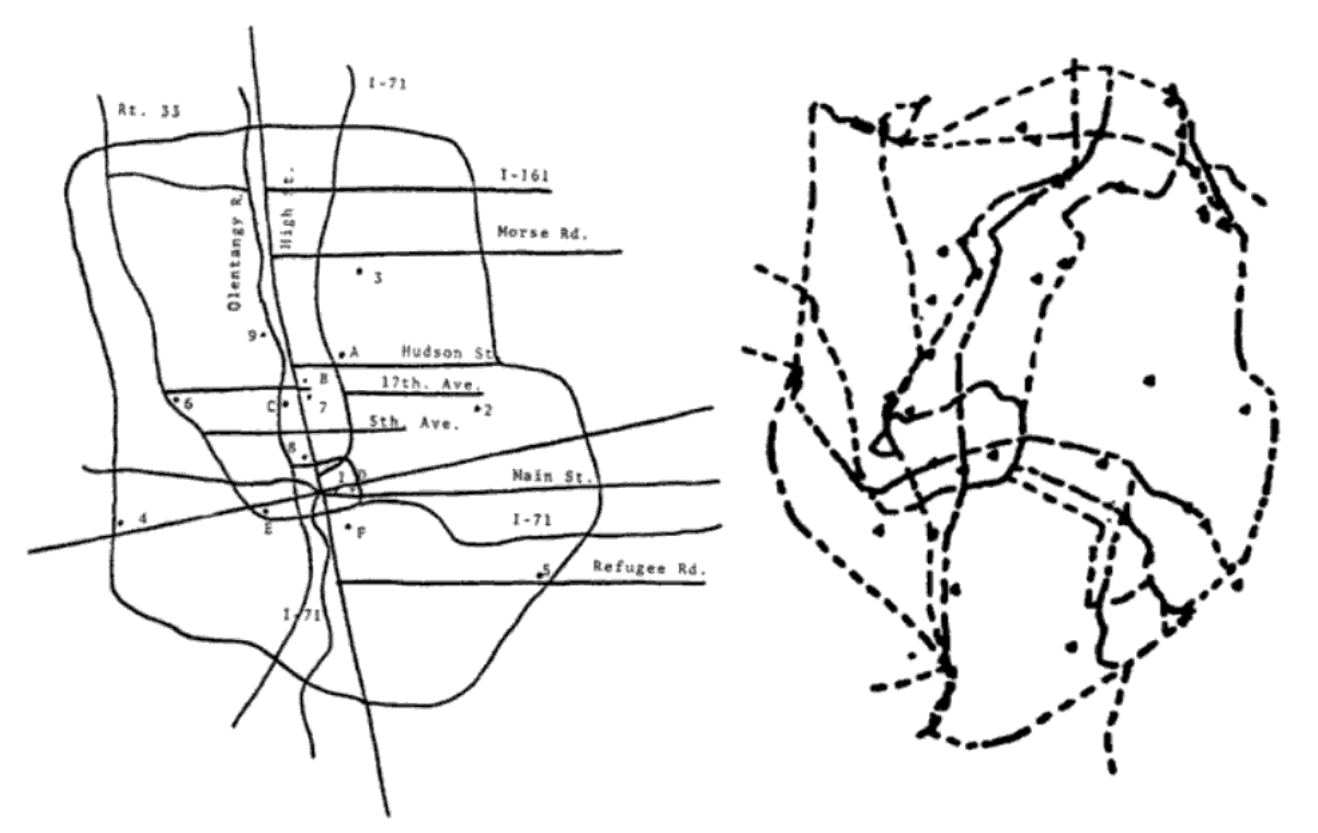 I-71
Rt. 33
I-161
High St.
Olentangy R.
Morse Rd.
3
9
A
Hudson St.
B
17th. Ave.
6
C
7
2
5th. Ave.
8
1
D
Main St.
4
E
F
I-71
5
Refugee Rd.
I-71